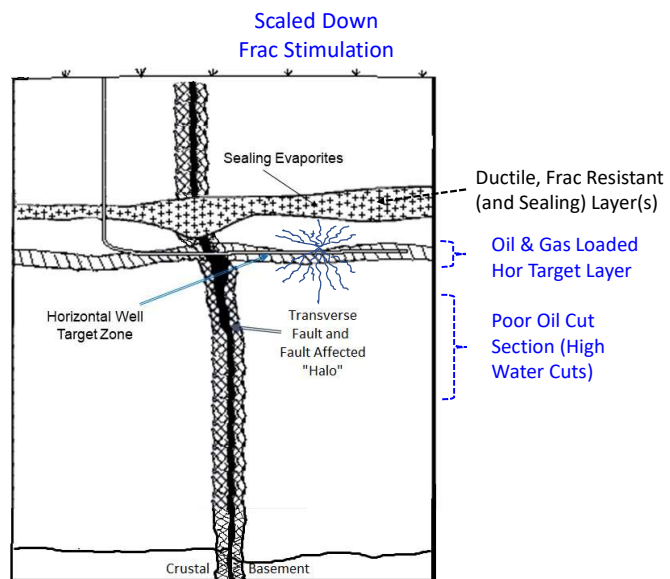 Scaled Down
Frac Stimulation
Sealing Evaporites
Ductile, Frac Resistant
(and Sealing) Layer(s)
Oil & Gas Loaded
Hor Target Layer
Horizontal Well
Target Zone
Transverse
Fault and
Fault Affected
"Halo"
Poor Oil Cut
Section (High
Water Cuts)
Crustal Basement